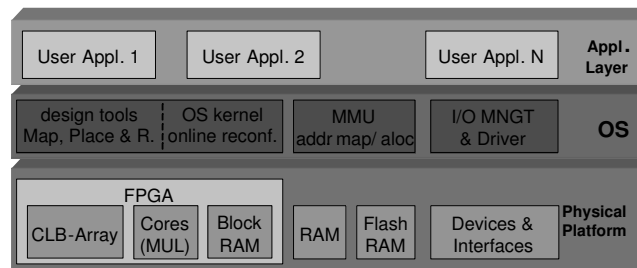 User Appl. 1
User Appl. 2
User Appl. N
Appl.
Layer
design tools
Map, Place & R.
OS kernel
online reconf.
MMU
addr map/ aloc
I/O MNGT
& Driver
OS
FPGA
CLB-Array
Cores
(MUL)
Block
RAM
RAM
Flash
RAM
Devices &
Interfaces
Physical
Platform